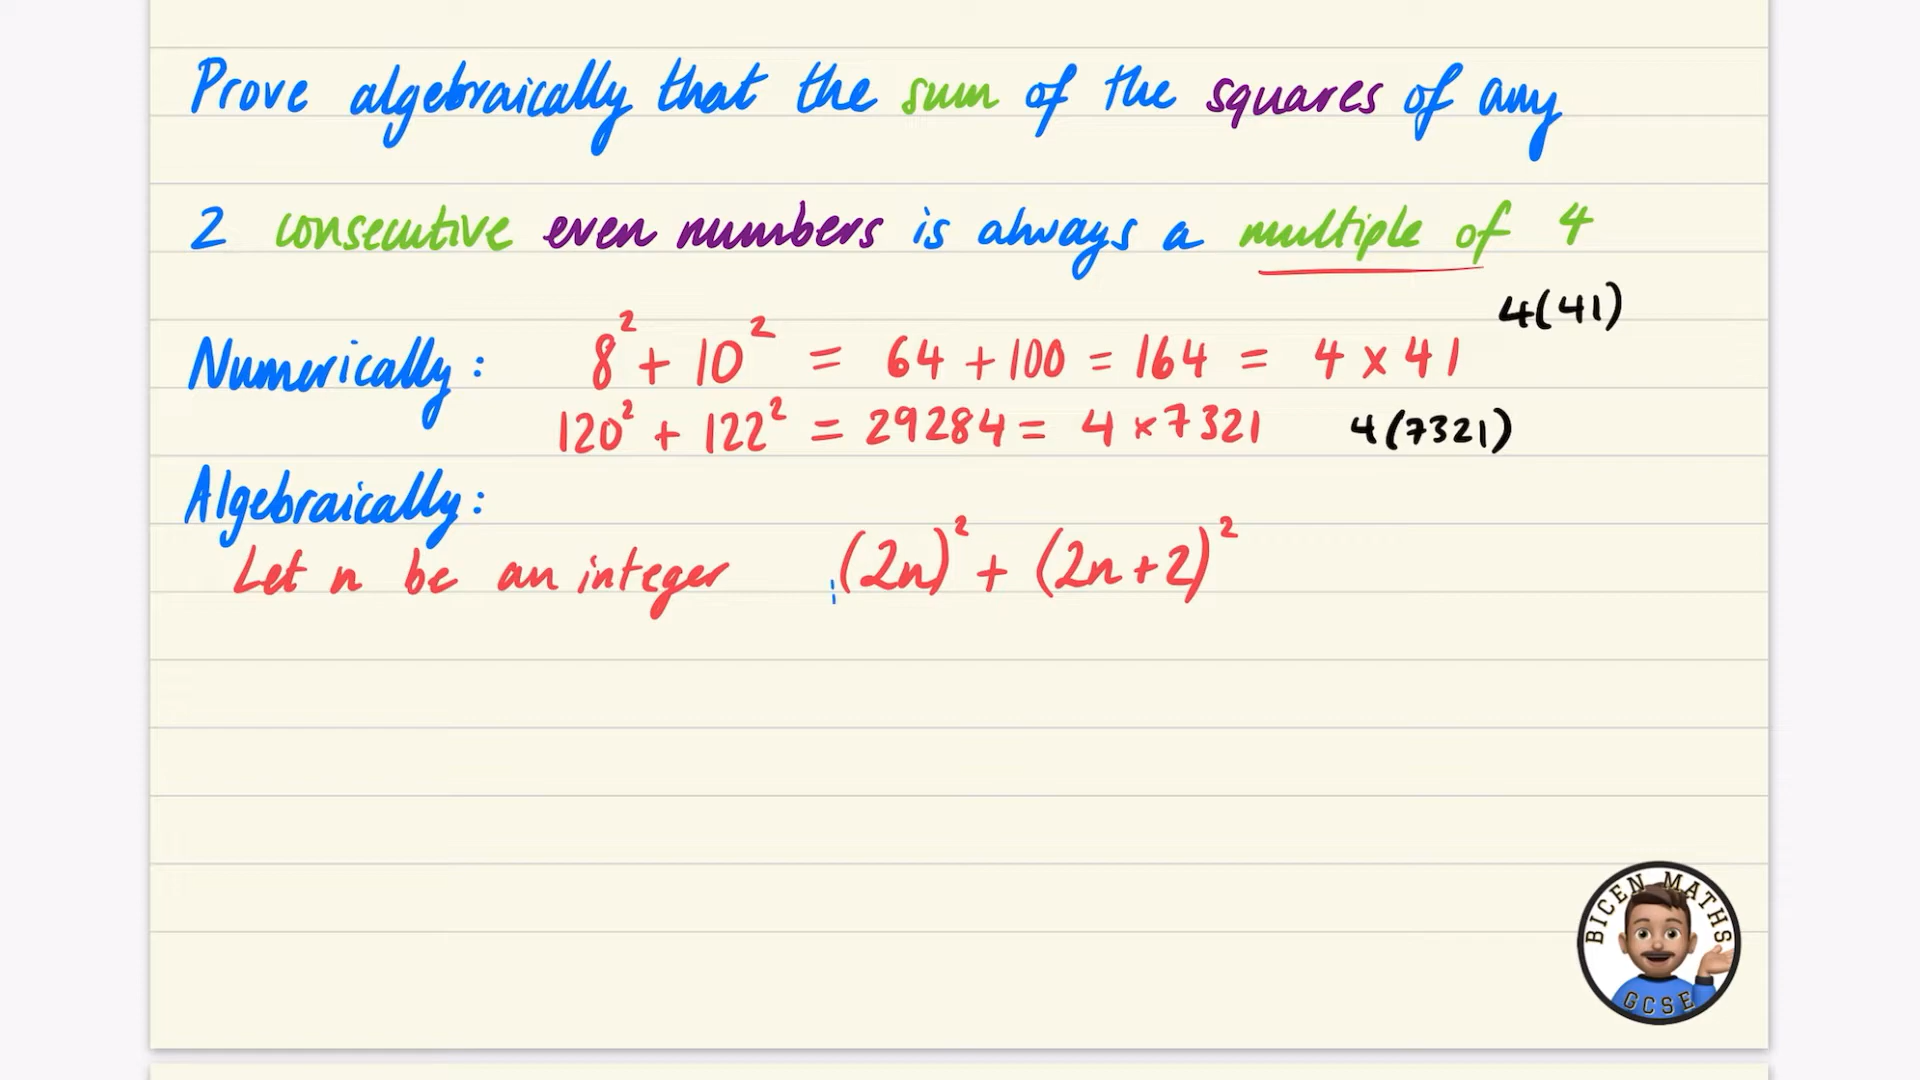 Prove algebraically that the sum of the squares of any
2 consecutive even numbers is always a multiple of 4
4(41)
Numerically: 8² + 10² = 64 + 100 = 164 = 4 × 41
120² + 122² = 29284 = 4 × 7321 4(7321)
Algebraically:
Let n be an integer (2n)² + (2n+2)²
BICEN MATHS
GCSE